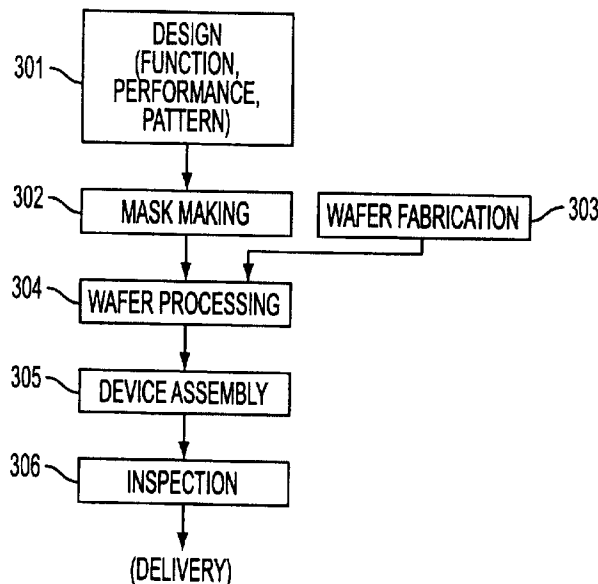 301
DESIGN
(FUNCTION,
PERFORMANCE,
PATTERN)
302
MASK MAKING
WAFER FABRICATION
303
304
WAFER PROCESSING
305
DEVICE ASSEMBLY
306
INSPECTION
(DELIVERY)